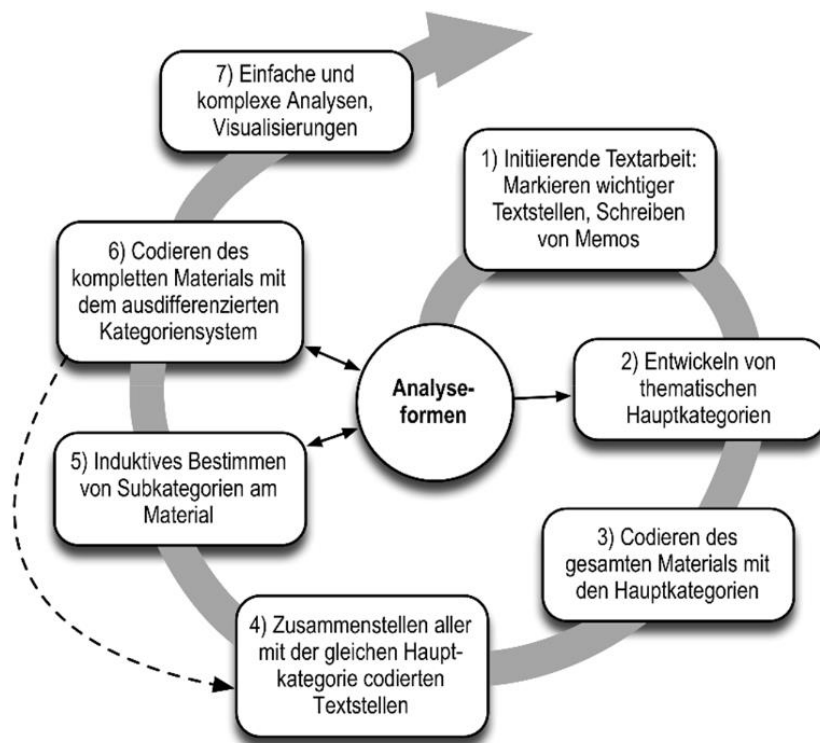 7) Einfache und
komplexe Analysen,
Visualisierungen
1) Initiierende Textarbeit:
Markieren wichtiger
Textstellen, Schreiben
von Memos
6) Codieren des
kompletten Materials mit
dem ausdifferenzierten
Kategoriensystem
Analyse-
formen
2) Entwickeln von
thematischen
Hauptkategorien
5) Induktives Bestimmen
von Subkategorien am
Material
3) Codieren des
gesamten Materials mit
den Hauptkategorien
4) Zusammenstellen aller
mit der gleichen Haupt-
kategorie codierten
Textstellen